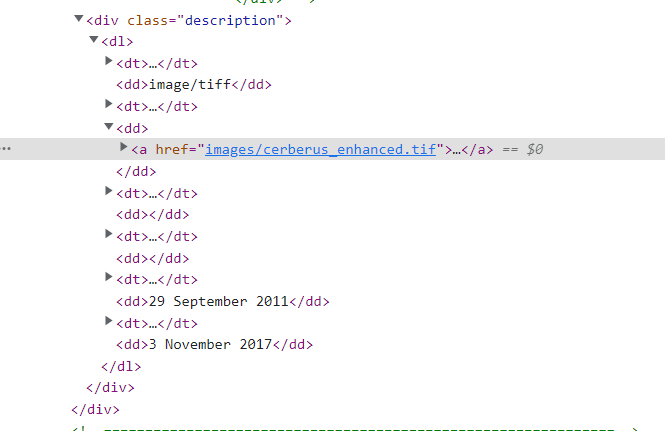 <div class="description">
<dl>
<dt>…</dt>
<dd>image/tiff</dd>
<dt>…</dt>
<dd>
<a href="images/cerberus_enhanced.tif">…</a> == $0
</dd>
<dt>…</dt>
<dd></dd>
<dt>…</dt>
<dd></dd>
<dt>…</dt>
<dd>29 September 2011</dd>
<dt>…</dt>
<dd>3 November 2017</dd>
</dl>
</div>
</div>